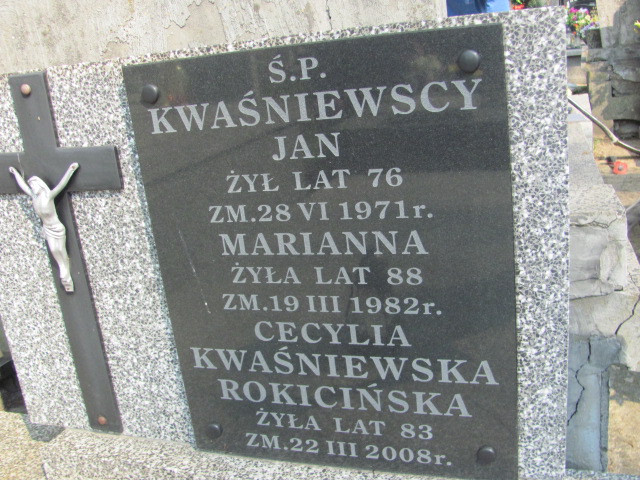 Ś.P.
KWAŚNIEWSCY
JAN
ŻYŁ LAT 76
ZM.28 VI 1971r.
MARIANNA
ŻYŁA LAT 88
ZM.19 III 1982r.
CECYLIA
KWAŚNIEWSKA
ROKICIŃSKA
ŻYŁA LAT 83
ZM.22 III 2008r.